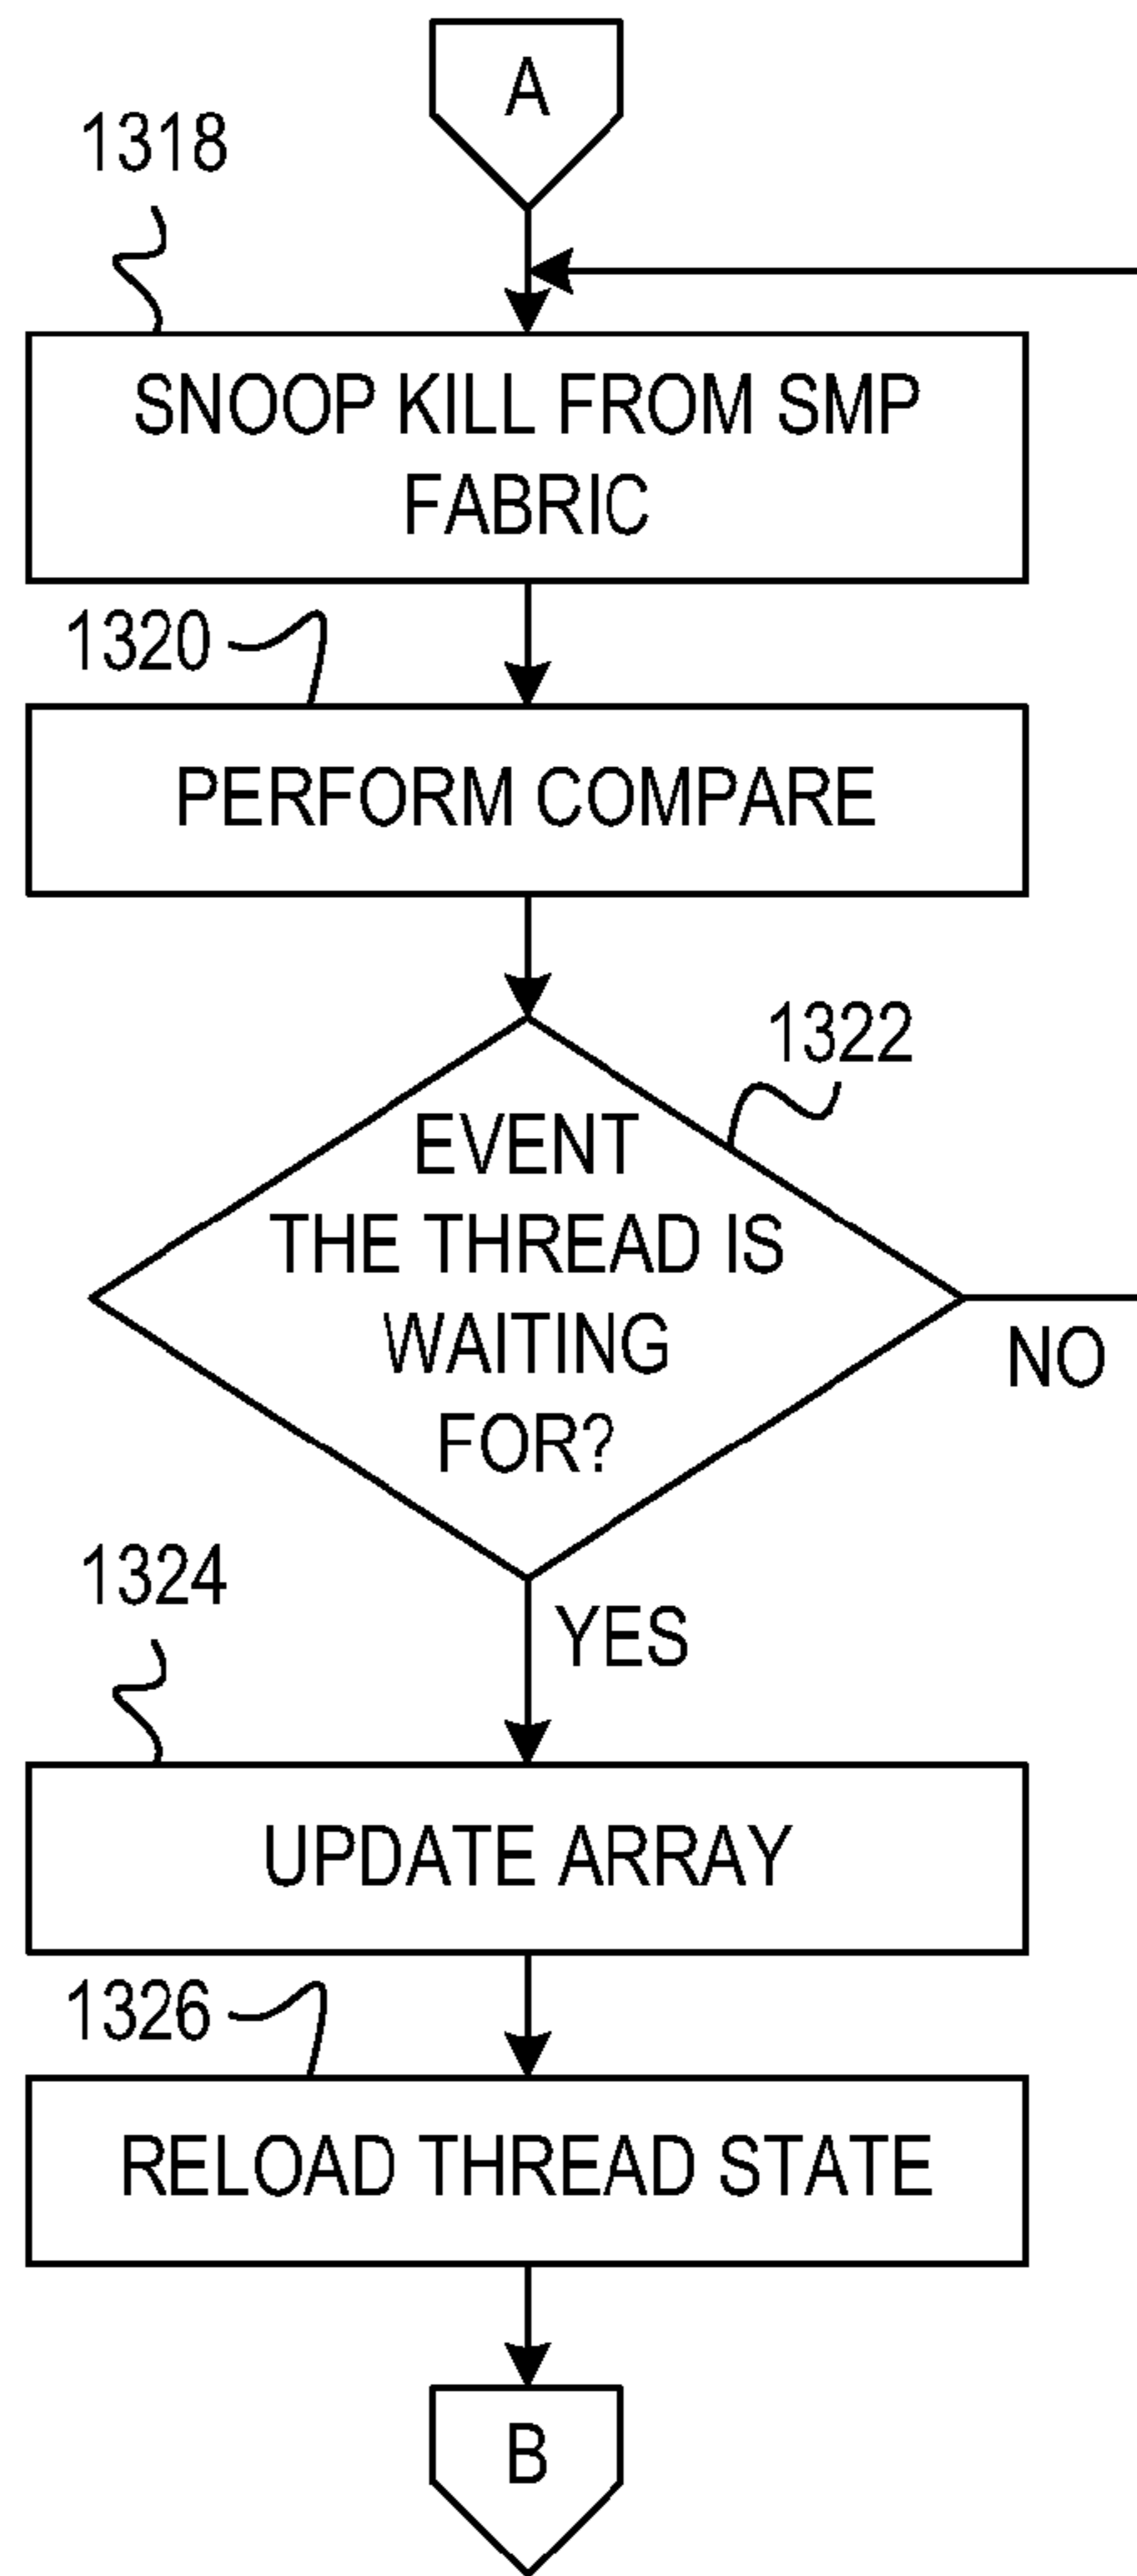 A
1318
SNOOP KILL FROM SMP
FABRIC
1320
PERFORM COMPARE
1322
EVENT
THE THREAD IS
WAITING
FOR?
NO
YES
1324
UPDATE ARRAY
1326
RELOAD THREAD STATE
B